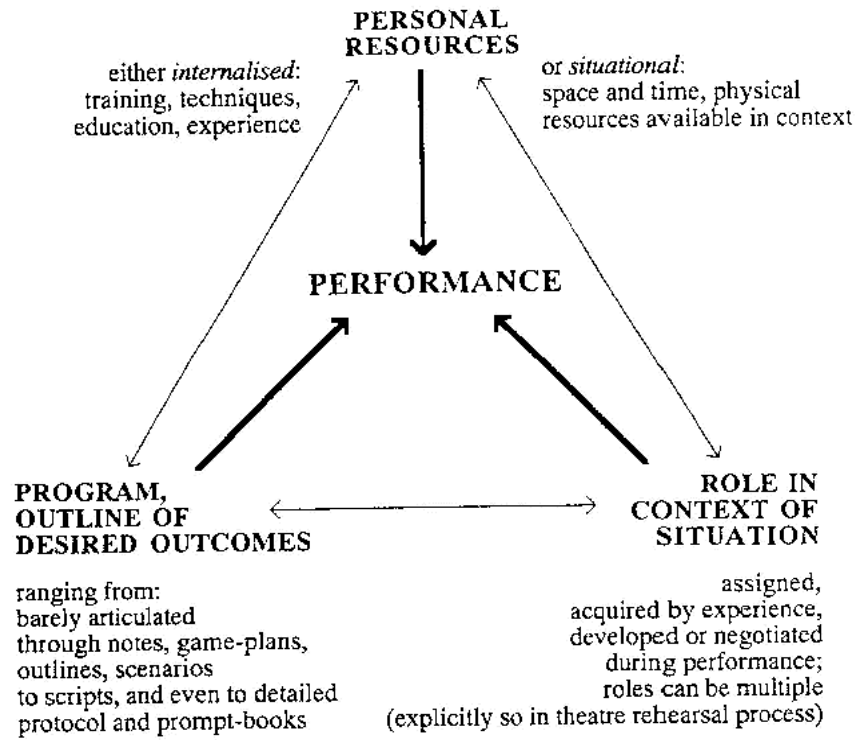 PERSONAL
RESOURCES
either internalised:
training, techniques,
education, experience
or situational:
space and time, physical
resources available in context
PERFORMANCE
PROGRAM,
OUTLINE OF
DESIRED OUTCOMES
ranging from:
barely articulated
through notes, game-plans,
outlines, scenarios
to scripts, and even to detailed
protocol and prompt-books
ROLE IN
CONTEXT OF
SITUATION
assigned,
acquired by experience,
developed or negotiated
during performance;
roles can be multiple
(explicitly so in theatre rehearsal process)